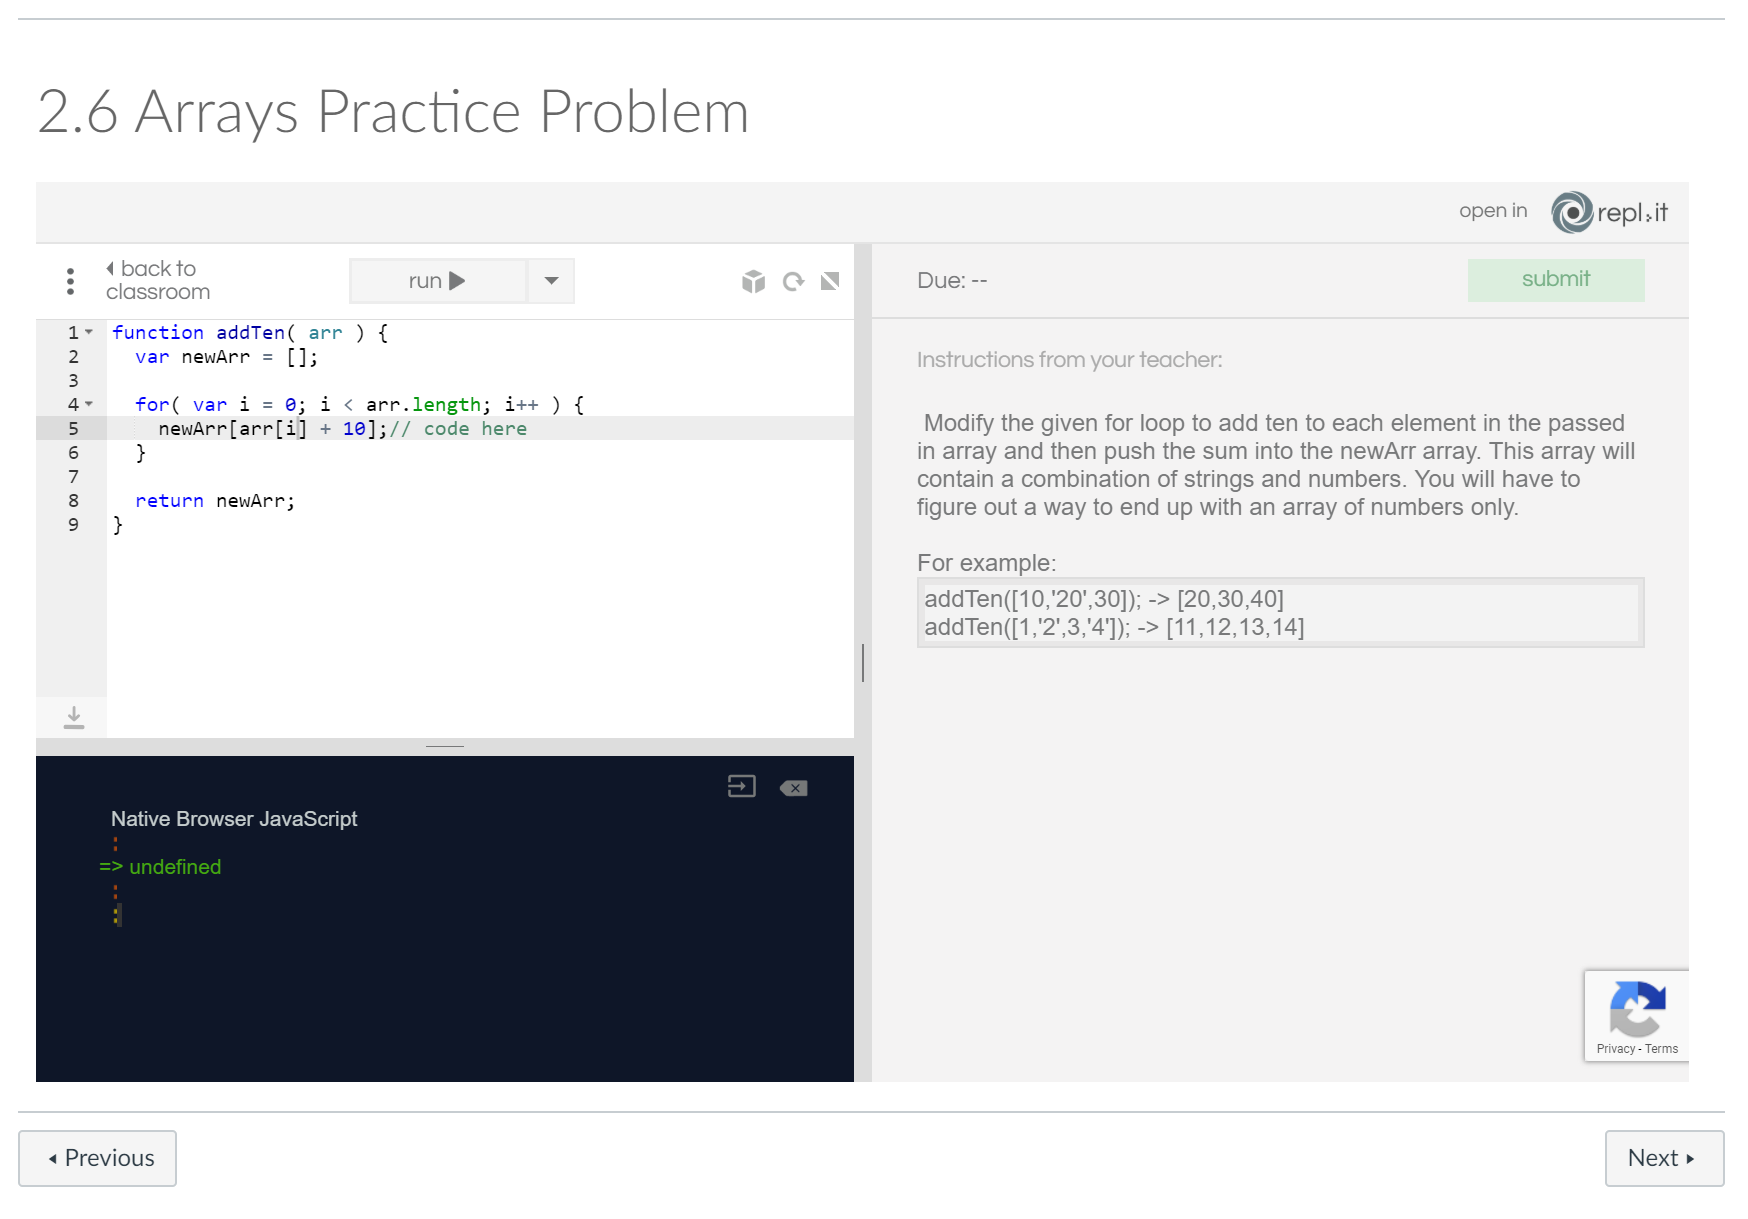 2.6 Arrays Practice Problem
open in repl.it
back to
classroom
run
Due: --
submit
1 function addTen( arr ) {
2 var newArr = [];
3
4 for( var i = 0; i < arr.length; i++ ) {
5 newArr[arr[i] + 10];// code here
6 }
7
8 return newArr;
9 }
Instructions from your teacher:
Modify the given for loop to add ten to each element in the passed
in array and then push the sum into the newArr array. This array will
contain a combination of strings and numbers. You will have to
figure out a way to end up with an array of numbers only.
For example:
addTen([10,'20',30]); -> [20,30,40]
addTen([1,'2',3,'4']); -> [11,12,13,14]
Native Browser JavaScript
=> undefined
Privacy - Terms
Previous
Next